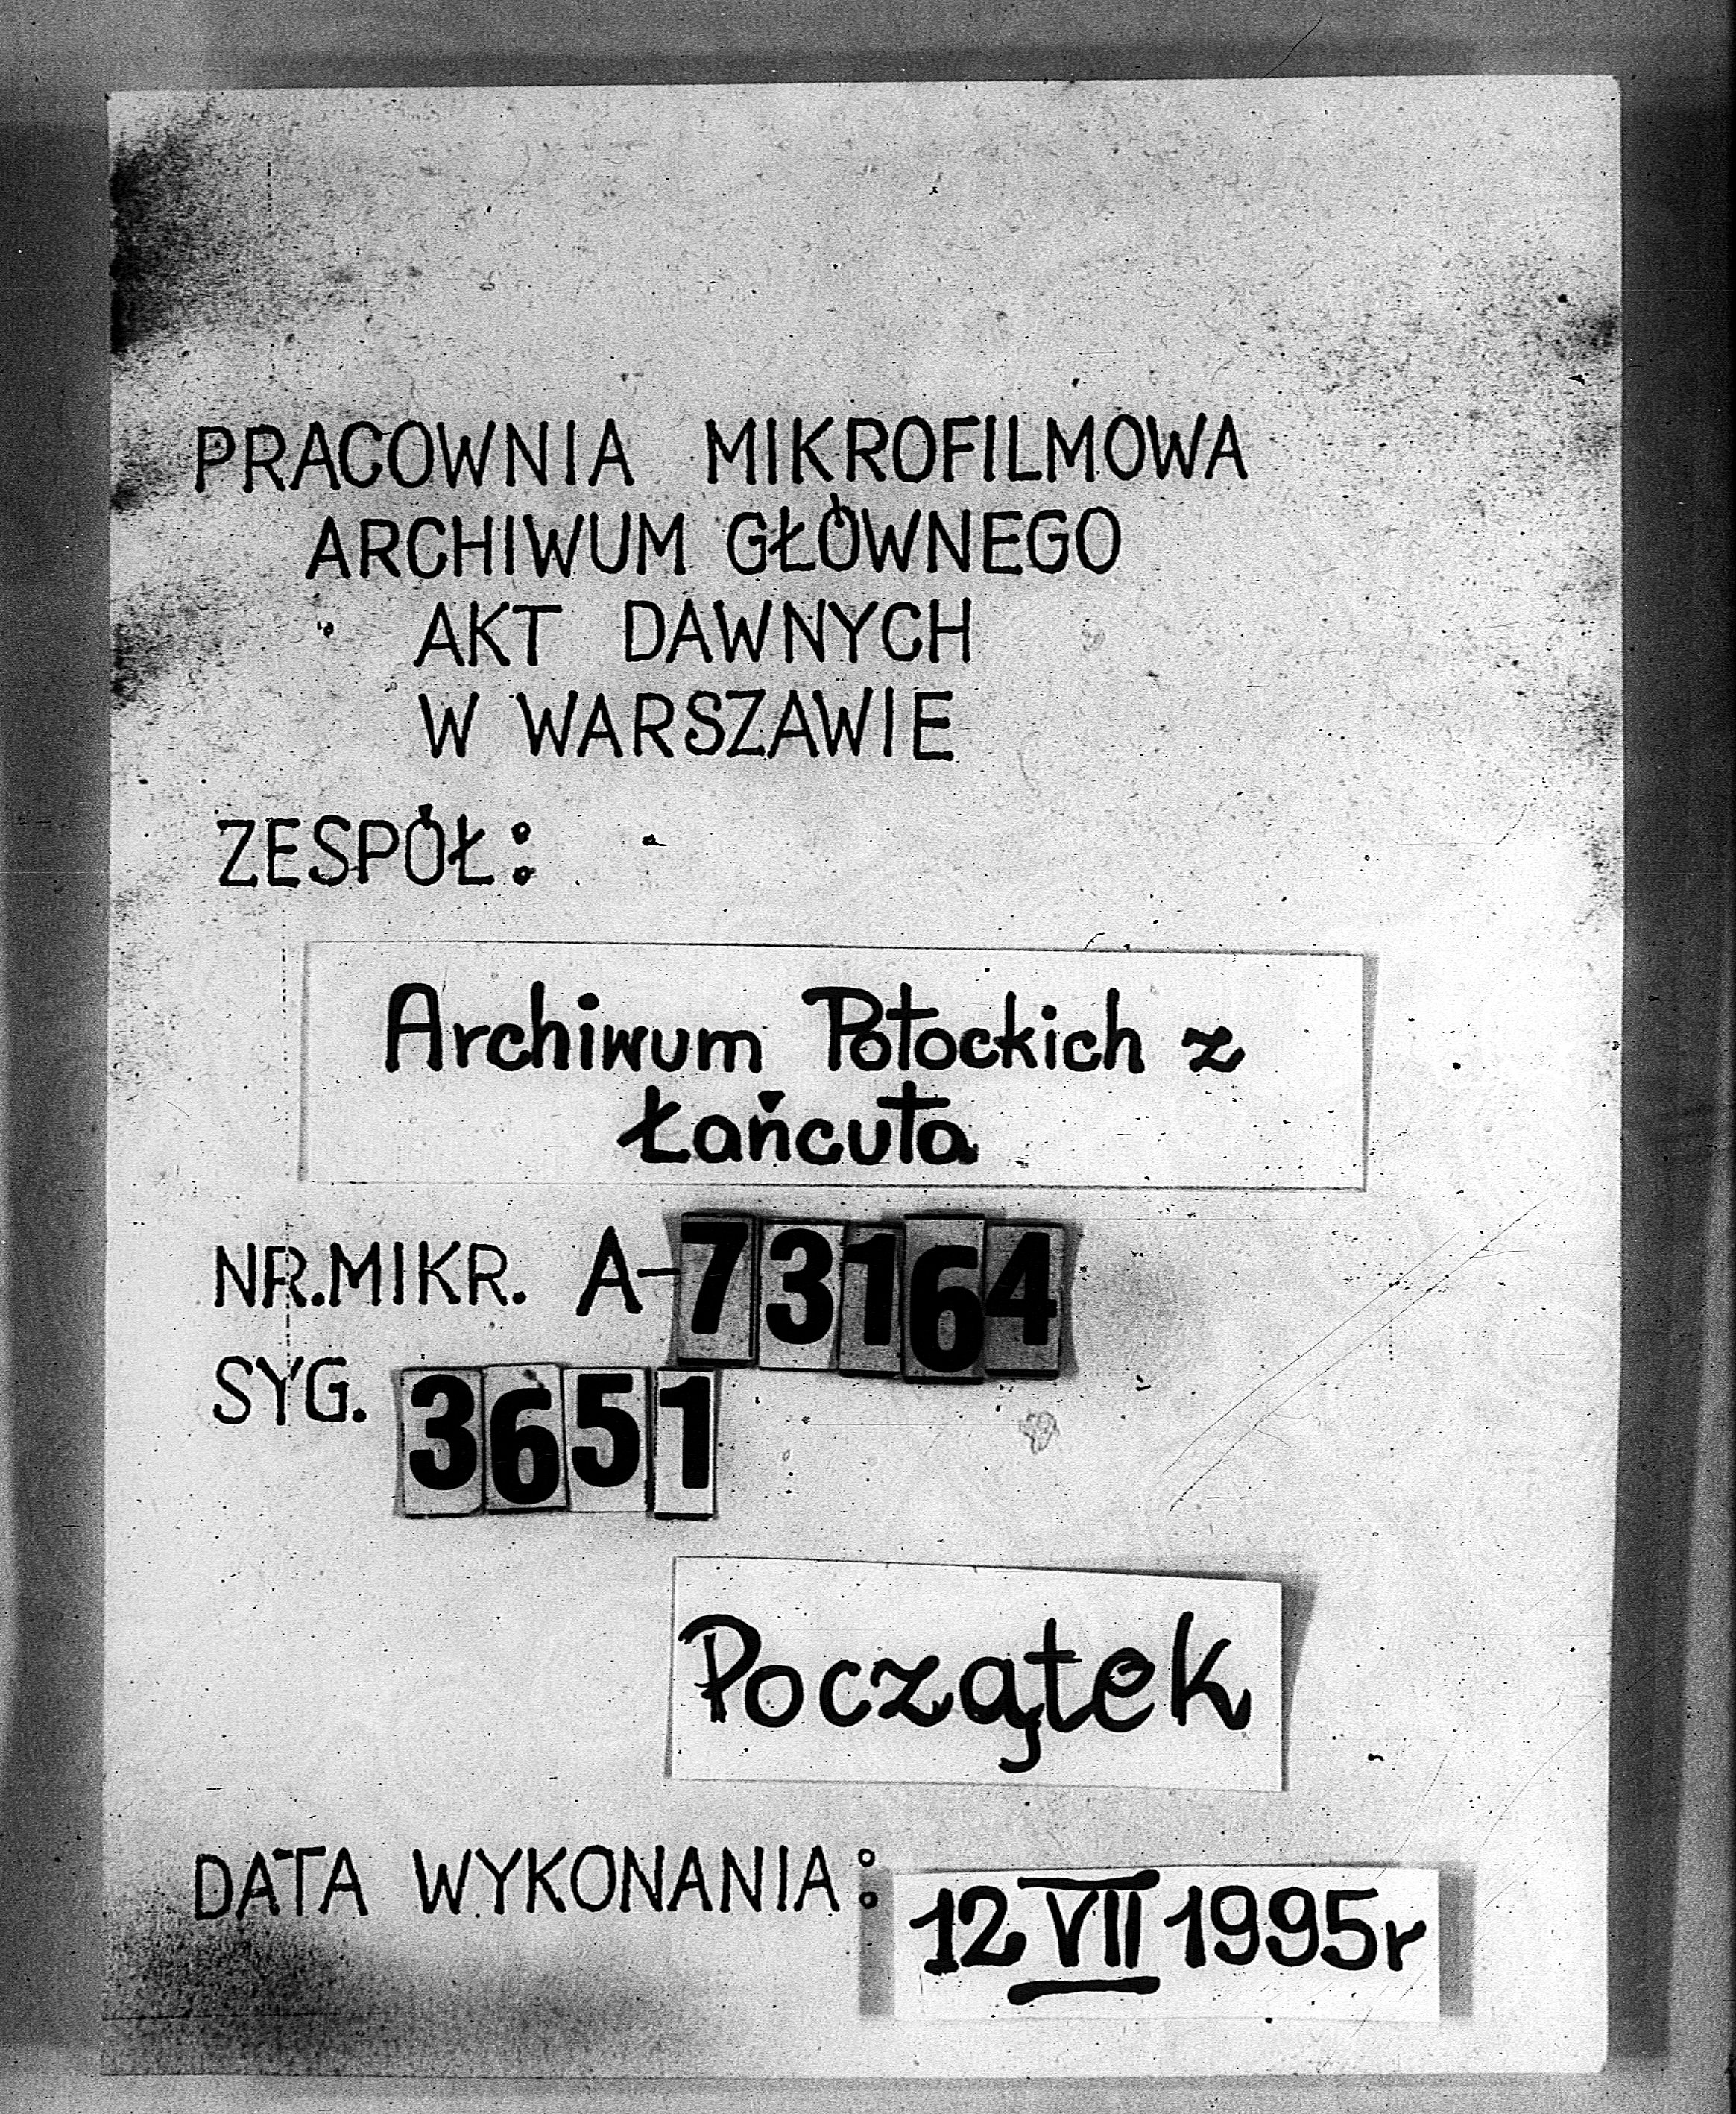 PRACOWNIA MIKROFILMOWA
ARCHIWUM GŁÓWNEGO
AKT DAWNYCH
W WARSZAWIE
ZESPÓŁ:
Archiwum Potockich z
Łańcuta
NR.MIKR. A-73164
SYG. 3651
Początek
DATA WYKONANIA: 12 VII 1995r